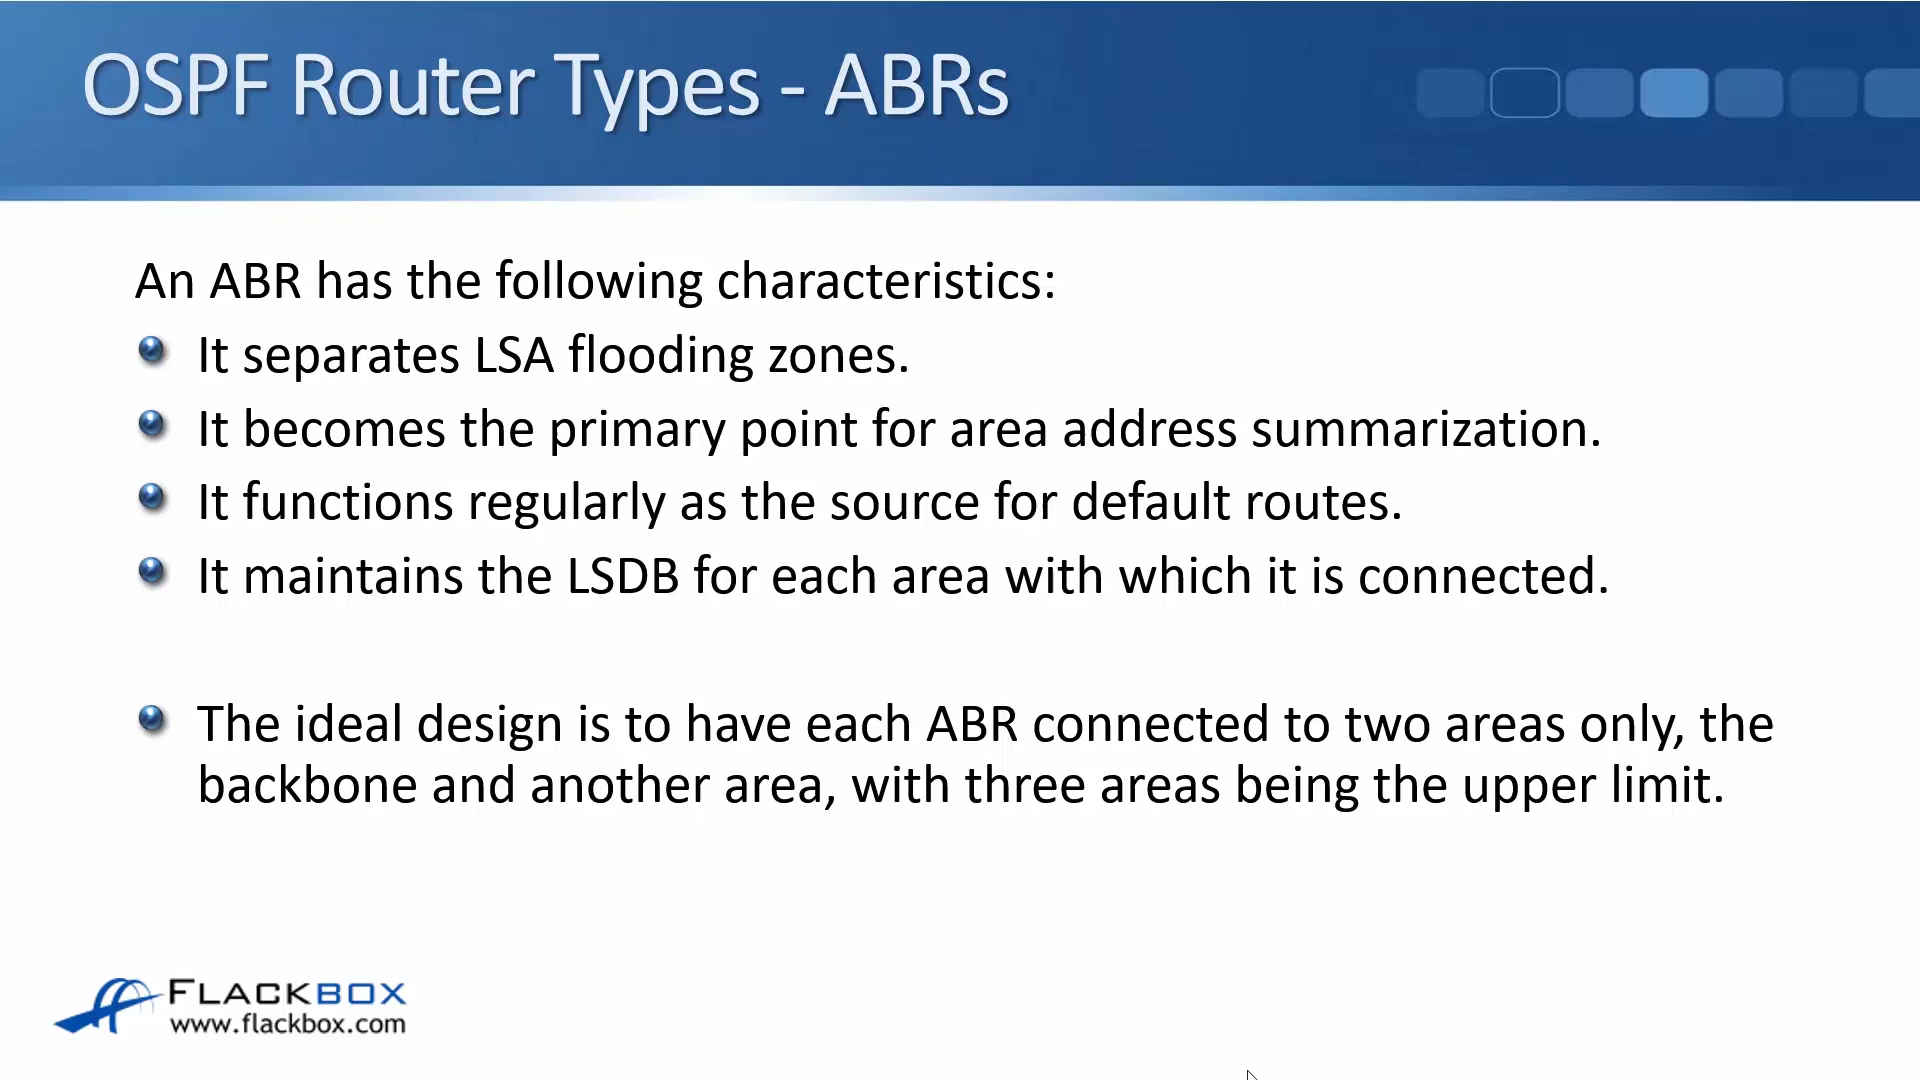 OSPF Router Types - ABRs
An ABR has the following characteristics:
It separates LSA flooding zones.
It becomes the primary point for area address summarization.
It functions regularly as the source for default routes.
It maintains the LSDB for each area with which it is connected.
The ideal design is to have each ABR connected to two areas only, the
backbone and another area, with three areas being the upper limit.
FLACKBOX
www.flackbox.com